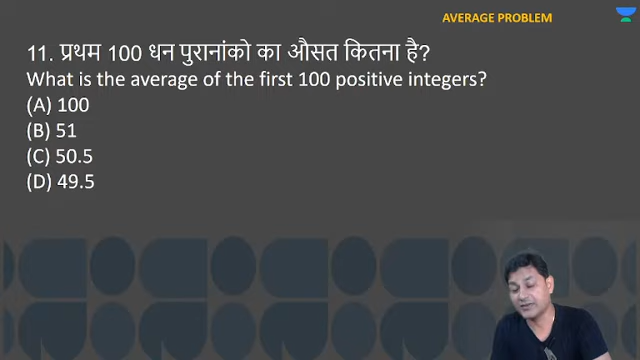 AVERAGE PROBLEM
11. प्रथम 100 धन पुरानांको का औसत कितना है?
What is the average of the first 100 positive integers?
(A) 100
(B) 51
(C) 50.5
(D) 49.5